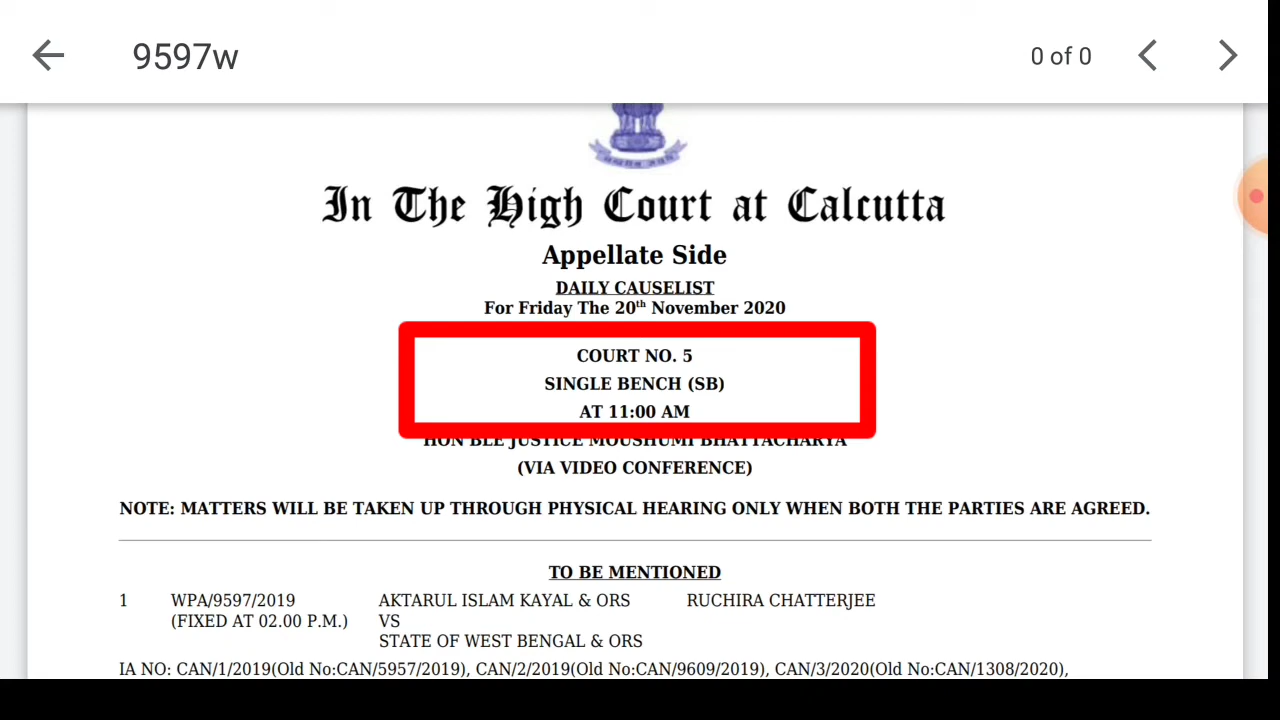 9597w
0 of 0
In The High Court at Calcutta
Appellate Side
DAILY CAUSELIST
For Friday The 20th November 2020
COURT NO. 5
SINGLE BENCH (SB)
AT 11:00 AM
HON BLE JUSTICE MOUSHUMI BHATTACHARYA
(VIA VIDEO CONFERENCE)
NOTE: MATTERS WILL BE TAKEN UP THROUGH PHYSICAL HEARING ONLY WHEN BOTH THE PARTIES ARE AGREED.
TO BE MENTIONED
1 WPA/9597/2019 AKTARUL ISLAM KAYAL & ORS RUCHIRA CHATTERJEE
(FIXED AT 02.00 P.M.) VS
STATE OF WEST BENGAL & ORS
IA NO: CAN/1/2019(Old No:CAN/5957/2019), CAN/2/2019(Old No:CAN/9609/2019), CAN/3/2020(Old No:CAN/1308/2020),